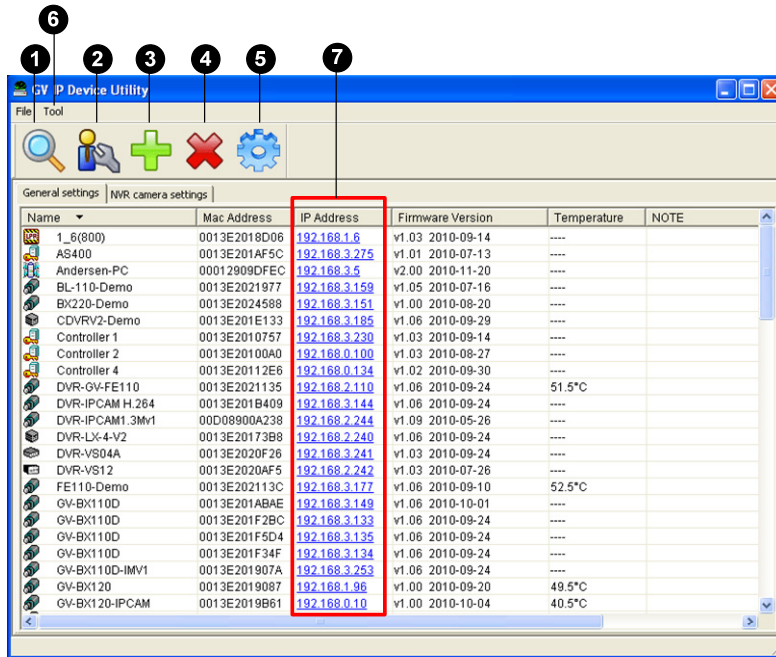 6
1 2 3 4 5 7
GV IP Device Utility
File Tool
General settings NVR camera settings
Name Mac Address IP Address Firmware Version Temperature NOTE
1_6(800) 0013E2018D06 192.168.1.6 v1.03 2010-09-14 ----
AS400 0013E201AF5C 192.168.3.275 v1.01 2010-07-13 ----
Andersen-PC 00012909DFEC 192.168.3.5 v2.00 2010-11-20 ----
BL-110-Demo 0013E2021977 192.168.3.159 v1.05 2010-07-16 ----
BX220-Demo 0013E2024588 192.168.3.151 v1.00 2010-08-20 ----
CDVRV2-Demo 0013E201E133 192.168.3.185 v1.06 2010-09-29 ----
Controller 1 0013E2010757 192.168.3.230 v1.03 2010-09-14 ----
Controller 2 0013E20100A0 192.168.0.100 v1.03 2010-08-27 ----
Controller 4 0013E20112E6 192.168.0.134 v1.02 2010-09-30 ----
DVR-GV-FE110 0013E2021135 192.168.2.110 v1.06 2010-09-24 51.5°C
DVR-IPCAM H.264 0013E201B409 192.168.3.144 v1.06 2010-09-24 ----
DVR-IPCAM1.3Mv1 00D08900A238 192.168.2.244 v1.09 2010-05-26 ----
DVR-LX-4-V2 0013E20173B8 192.168.2.240 v1.06 2010-09-24 ----
DVR-VS04A 0013E2020F26 192.168.3.241 v1.03 2010-09-24 ----
DVR-VS12 0013E2020AF5 192.168.2.242 v1.03 2010-07-26 ----
FE110-Demo 0013E202113C 192.168.3.177 v1.06 2010-09-10 52.5°C
GV-BX110D 0013E201ABAE 192.168.3.149 v1.06 2010-10-01 ----
GV-BX110D 0013E201F2BC 192.168.3.133 v1.06 2010-09-24 ----
GV-BX110D 0013E201F5D4 192.168.3.135 v1.06 2010-09-24 ----
GV-BX110D 0013E201F34F 192.168.3.134 v1.06 2010-09-24 ----
GV-BX110D-IMV1 0013E201907A 192.168.3.253 v1.06 2010-09-24 ----
GV-BX120 0013E2019087 192.168.1.96 v1.00 2010-09-20 49.5°C
GV-BX120-IPCAM 0013E2019B61 192.168.0.10 v1.00 2010-10-04 40.5°C